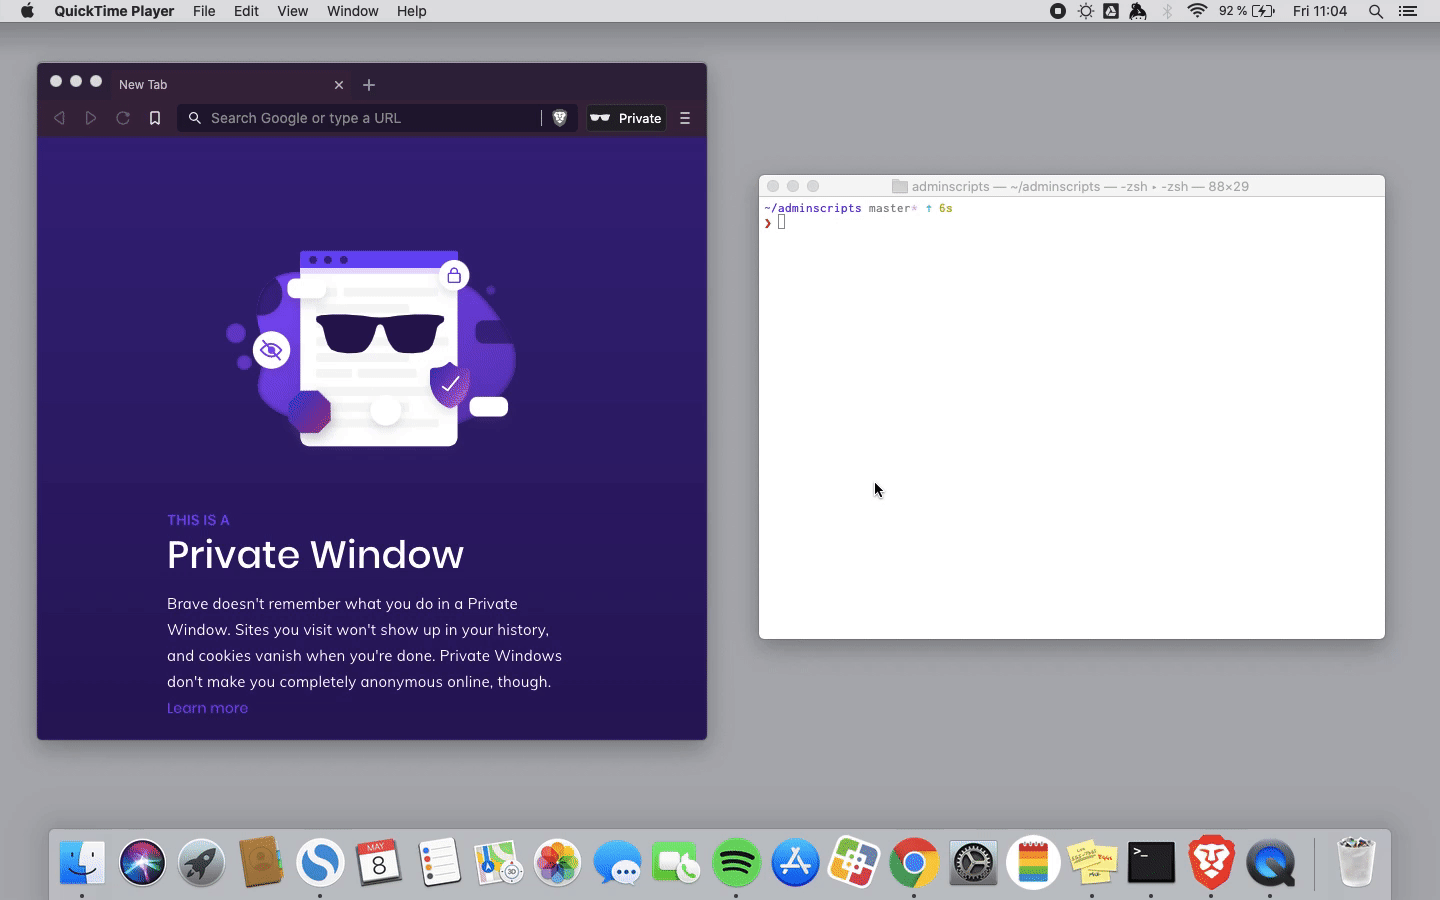 QuickTime Player File Edit View Window Help 92 % Fri 11:04
New Tab
Search Google or type a URL Private
THIS IS A
Private Window
Brave doesn't remember what you do in a Private
Window. Sites you visit won't show up in your history,
and cookies vanish when you're done. Private Windows
don't make you completely anonymous online, though.
Learn more
adminscripts — ~/adminscripts — -zsh ▸ -zsh — 88×29
~/adminscripts master* ↑ 6s
❯
MAY
8
3D
>_